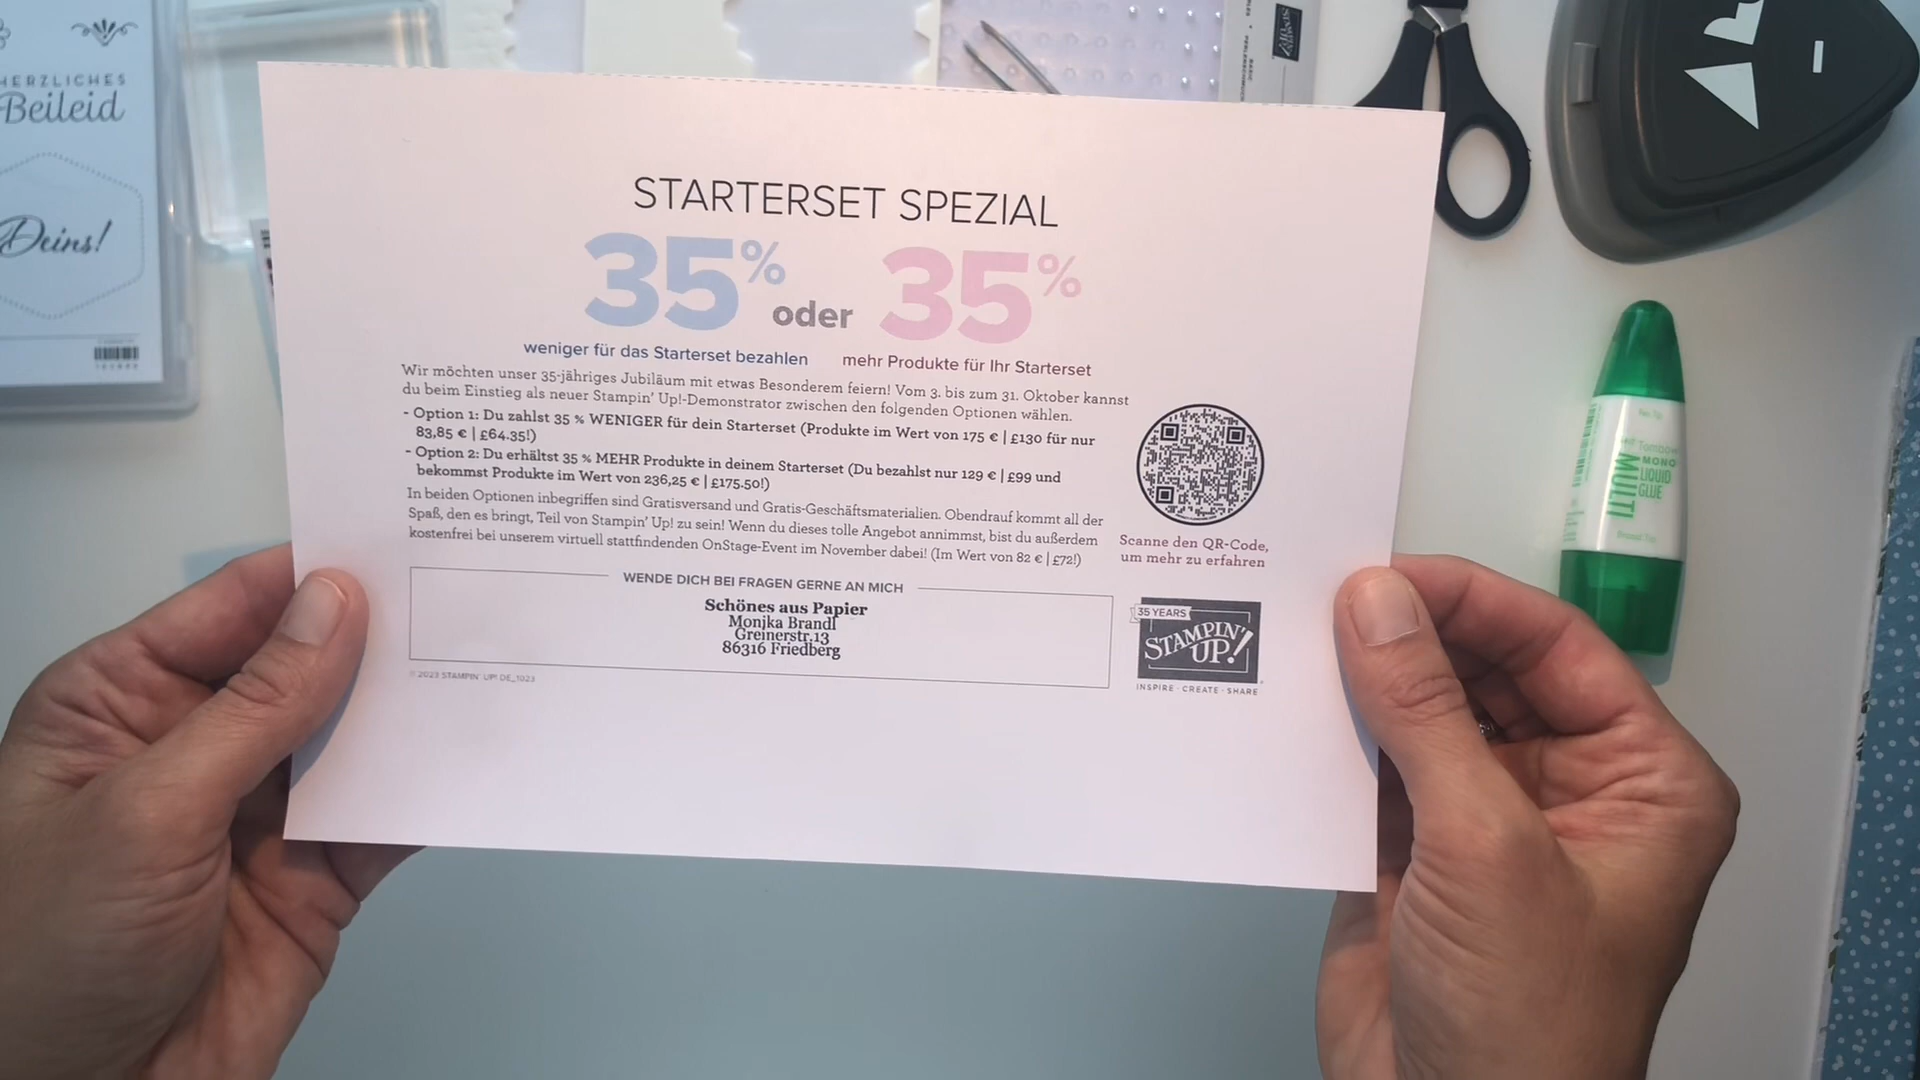 HERZLICHES
Beileid
Deins!
STARTERSET SPEZIAL
35%
oder
35%
weniger für das Starterset bezahlen
mehr Produkte für Ihr Starterset
Wir möchten unser 35-jähriges Jubiläum mit etwas Besonderem feiern! Vom 3. bis zum 31. Oktober kannst
du beim Einstieg als neuer Stampin' Up!-Demonstrator zwischen den folgenden Optionen wählen.
- Option 1: Du zahlst 35 % WENIGER für dein Starterset (Produkte im Wert von 175 € | £130 für nur
83,85 € | £64.35!)
- Option 2: Du erhältst 35 % MEHR Produkte in deinem Starterset (Du bezahlst nur 129 € | £99 und
bekommst Produkte im Wert von 236,25 € | £175.50!)
In beiden Optionen inbegriffen sind Gratisversand und Gratis-Geschäftsmaterialien. Obendrauf kommt all der
Spaß, den es bringt, Teil von Stampin' Up! zu sein! Wenn du dieses tolle Angebot annimmst, bist du außerdem
kostenfrei bei unserem virtuell stattfindenden OnStage-Event im November dabei! (Im Wert von 82 € | £72!)
Scanne den QR-Code,
um mehr zu erfahren
WENDE DICH BEI FRAGEN GERNE AN MICH
Schönes aus Papier
Monika Brandl
Greinerstr.13
86316 Friedberg
35 YEARS
STAMPIN'
UP!
INSPIRE · CREATE · SHARE
© 2023 STAMPIN' UP! DE_1023
Tombow
MONO
LIQUID
GLUE
MULTI